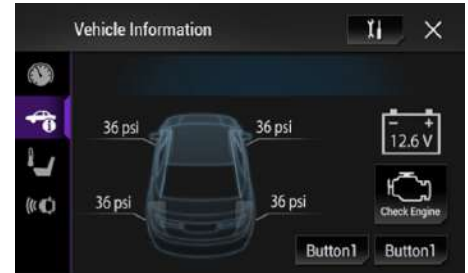 Vehicle Information
36 psi
36 psi
- +
12.6 V
36 psi
36 psi
Check Engine
Button1
Button1